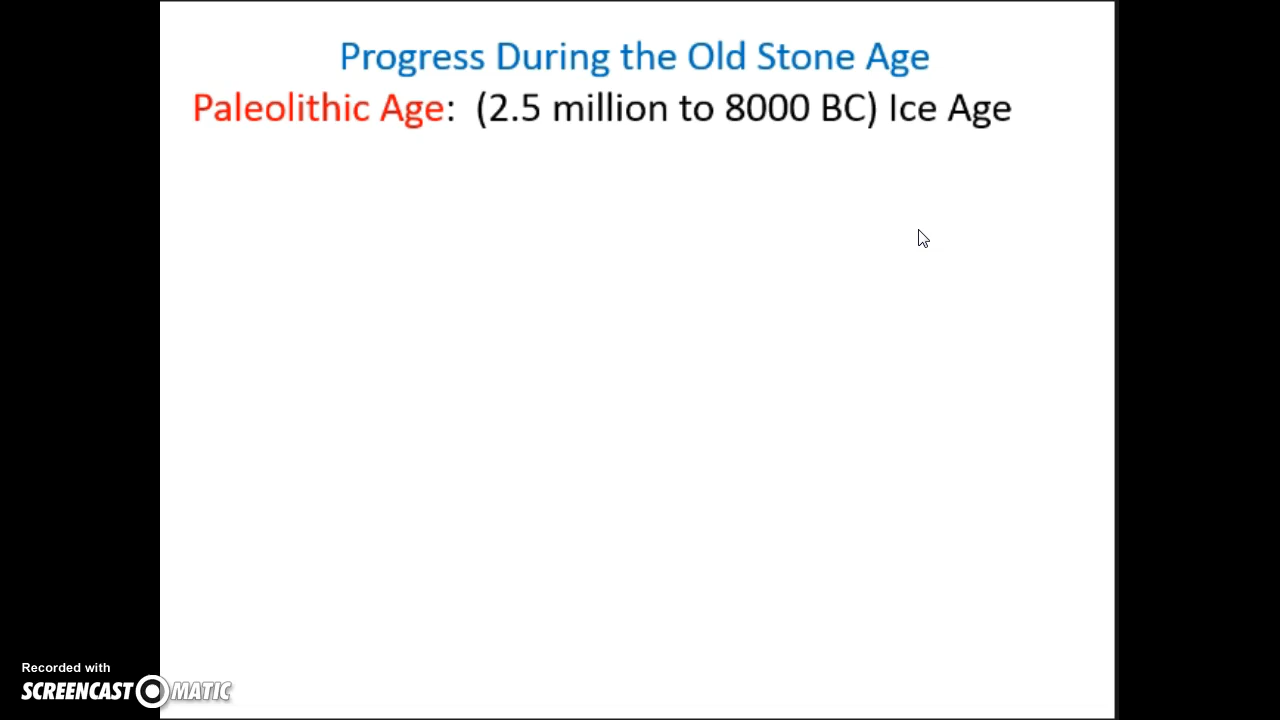 Progress During the Old Stone Age
Paleolithic Age:  (2.5 million to 8000 BC) Ice Age
Recorded with
SCREENCAST MATIC